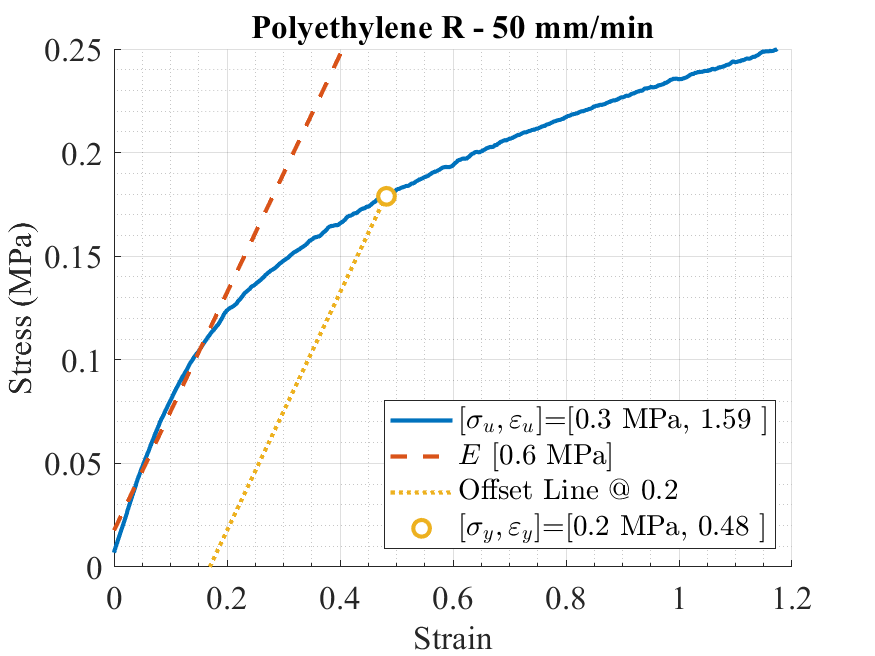 Polyethylene R - 50 mm/min
Stress (MPa)
0.25
0.2
0.15
0.1
0.05
0
[σu, εu]=[0.3 MPa, 1.59 ]
E [0.6 MPa]
Offset Line @ 0.2
[σy, εy]=[0.2 MPa, 0.48 ]
0 0.2 0.4 0.6 0.8 1 1.2
Strain